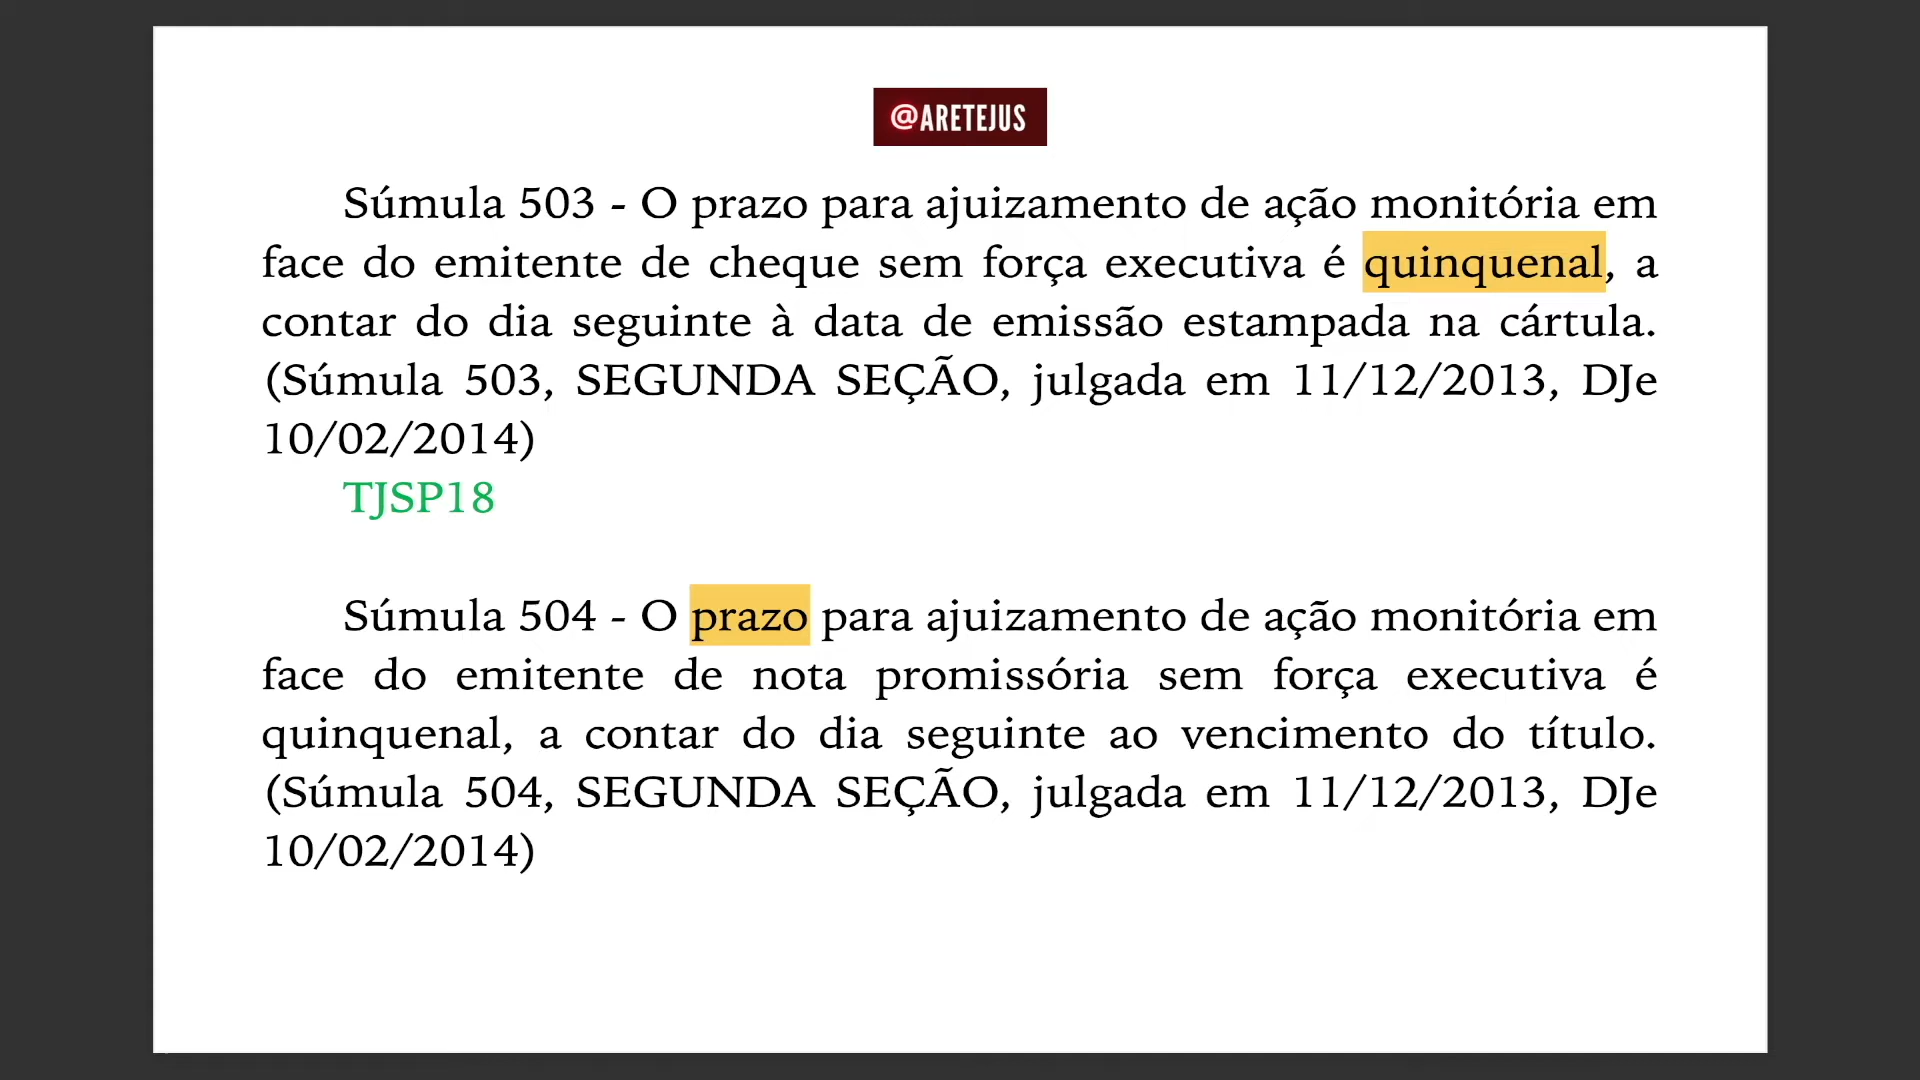 @ARETEJUS
Súmula 503 - O prazo para ajuizamento de ação monitória em
face do emitente de cheque sem força executiva é quinquenal, a
contar do dia seguinte à data de emissão estampada na cártula.
(Súmula 503, SEGUNDA SEÇÃO, julgada em 11/12/2013, DJe
10/02/2014)
TJSP18
Súmula 504 - O prazo para ajuizamento de ação monitória em
face do emitente de nota promissória sem força executiva é
quinquenal, a contar do dia seguinte ao vencimento do título.
(Súmula 504, SEGUNDA SEÇÃO, julgada em 11/12/2013, DJe
10/02/2014)